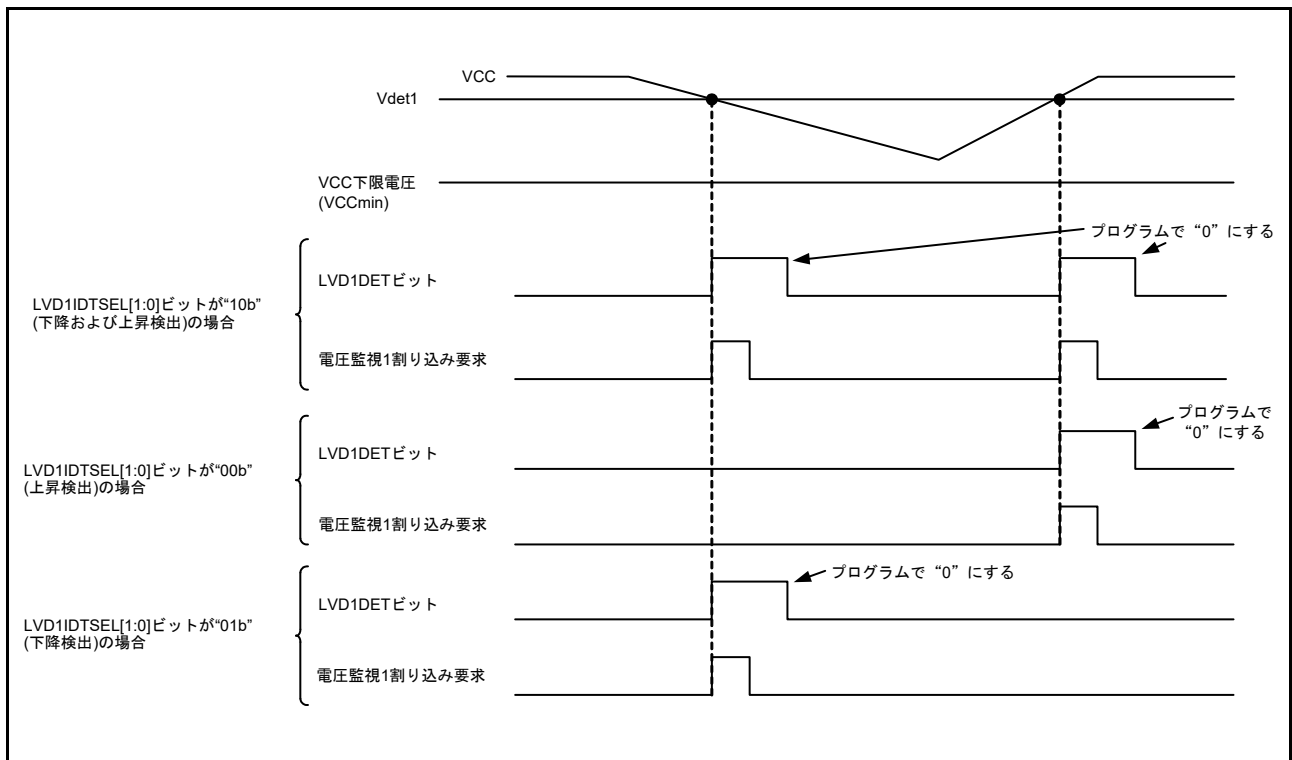 VCC
Vdet1
VCC下限電圧
(VCCmin)
プログラムで“0”にする
LVD1IDTSEL[1:0]ビットが“10b”
(下降および上昇検出)の場合
LVD1DETビット
電圧監視1割り込み要求
プログラムで
“0”にする
LVD1IDTSEL[1:0]ビットが“00b”
(上昇検出)の場合
LVD1DETビット
電圧監視1割り込み要求
プログラムで“0”にする
LVD1IDTSEL[1:0]ビットが“01b”
(下降検出)の場合
LVD1DETビット
電圧監視1割り込み要求